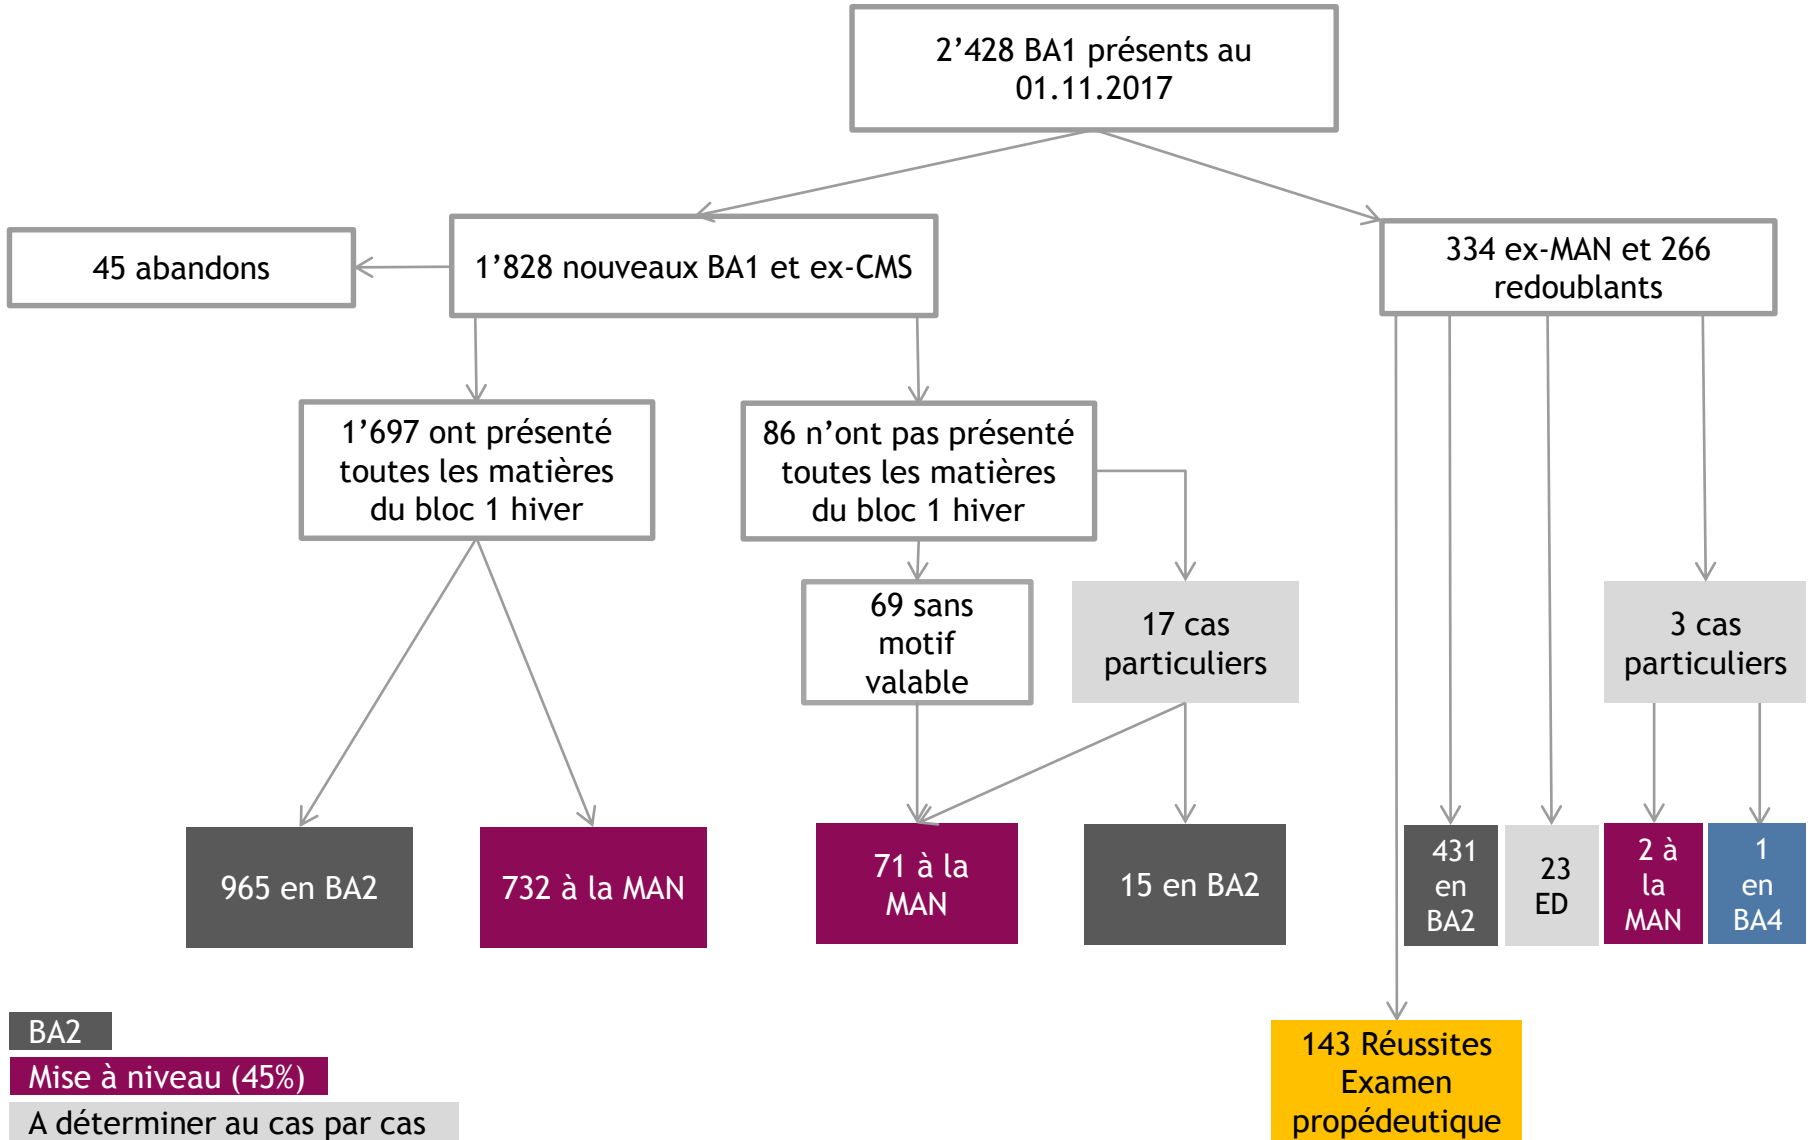 2’428 BA1 présents au
01.11.2017
45 abandons
1’828 nouveaux BA1 et ex-CMS
334 ex-MAN et 266
redoublants
1’697 ont présenté
toutes les matières
du bloc 1 hiver
86 n’ont pas présenté
toutes les matières
du bloc 1 hiver
69 sans
motif
valable
17 cas
particuliers
3 cas
particuliers
965 en BA2
732 à la MAN
71 à la
MAN
15 en BA2
431
en
BA2
23
ED
2 à
la
MAN
1
en
BA4
143 Réussites
Examen
propédeutique
BA2
Mise à niveau (45%)
A déterminer au cas par cas